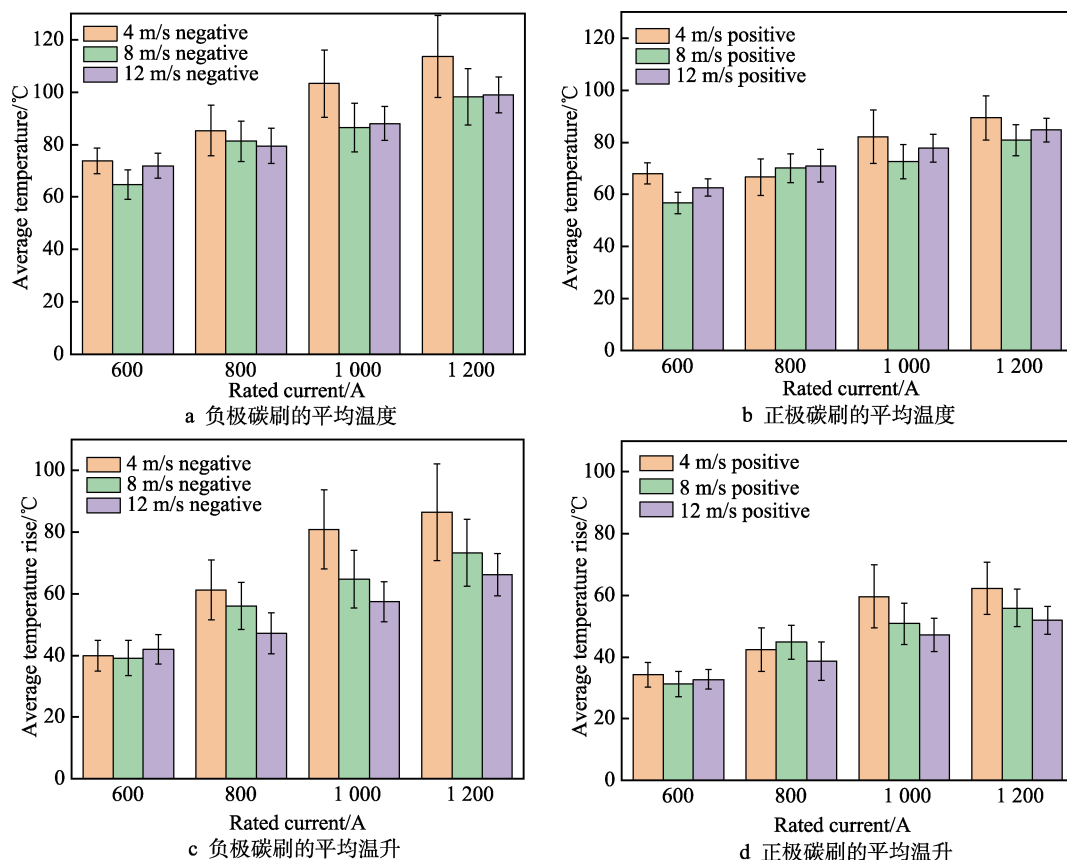 120
100
80
60
40
20
0
Average temperature/℃
4 m/s negative
8 m/s negative
12 m/s negative
600 800 1 000 1 200
Rated current/A
a 负极碳刷的平均温度
120
100
80
60
40
20
0
Average temperature/℃
4 m/s positive
8 m/s positive
12 m/s positive
600 800 1 000 1 200
Rated current/A
b 正极碳刷的平均温度
100
80
60
40
20
0
Average temperature rise/℃
4 m/s negative
8 m/s negative
12 m/s negative
600 800 1 000 1 200
Rated current/A
c 负极碳刷的平均温升
100
80
60
40
20
0
Average temperature rise/℃
4 m/s positive
8 m/s positive
12 m/s positive
600 800 1 000 1 200
Rated current/A
d 正极碳刷的平均温升